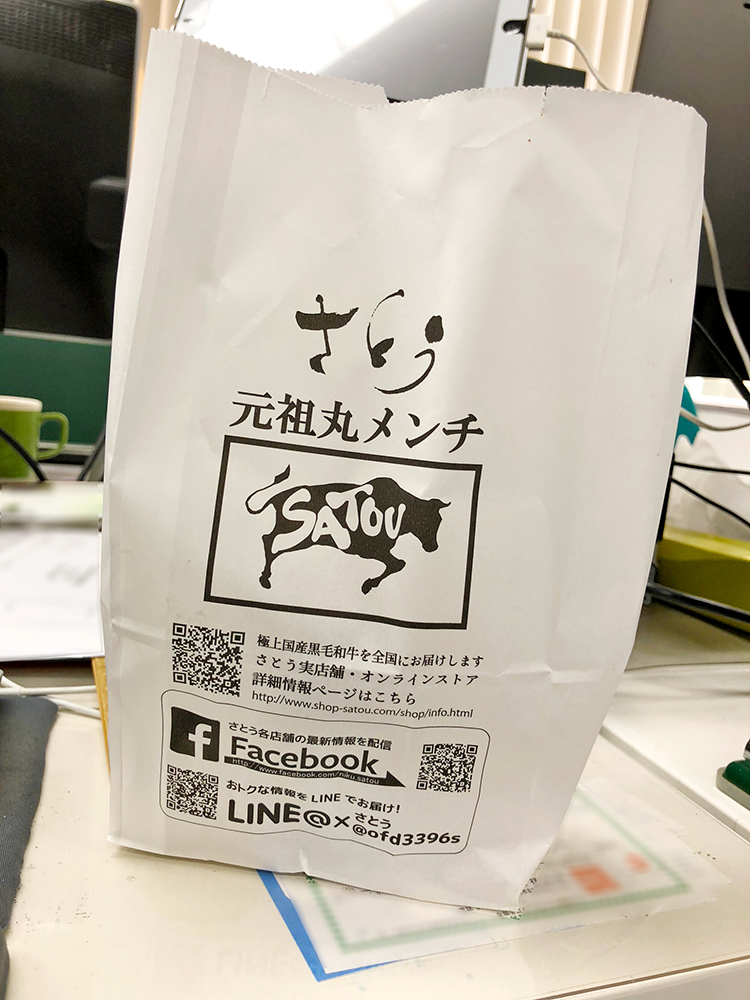 さとう
元祖丸メンチ
SATOU
極上国産黒毛和牛を全国にお届けします
さとう実店舗・オンラインストア
詳細情報ページはこちら
http://www.shop-satou.com/shop/info.html
さとう各店舗の最新情報を配信
Facebook
http://www.facebook.com/niku.satou
おトクな情報を LINE でお届け!
LINE@×さとう
@ofd3396s